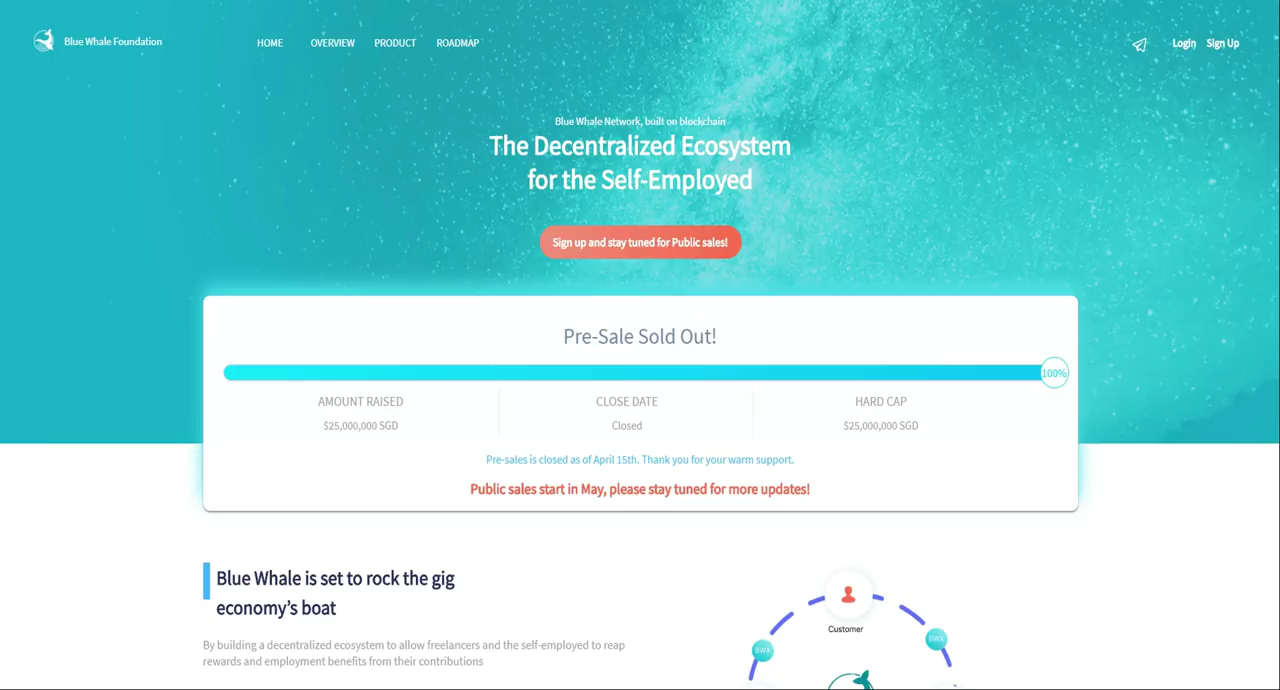 Blue Whale Foundation
HOME
OVERVIEW
PRODUCT
ROADMAP
Login
Sign Up
Blue Whale Network, built on blockchain
The Decentralized Ecosystem
for the Self-Employed
Sign up and stay tuned for Public sales!
Pre-Sale Sold Out!
100%
AMOUNT RAISED
CLOSE DATE
HARD CAP
$25,000,000 SGD
Closed
$25,000,000 SGD
Pre-sales is closed as of April 15th. Thank you for your warm support.
Public sales start in May, please stay tuned for more updates!
Blue Whale is set to rock the gig
economy’s boat
By building a decentralized ecosystem to allow freelancers and the self-employed to reap
rewards and employment benefits from their contributions
Customer
BWX
BWX